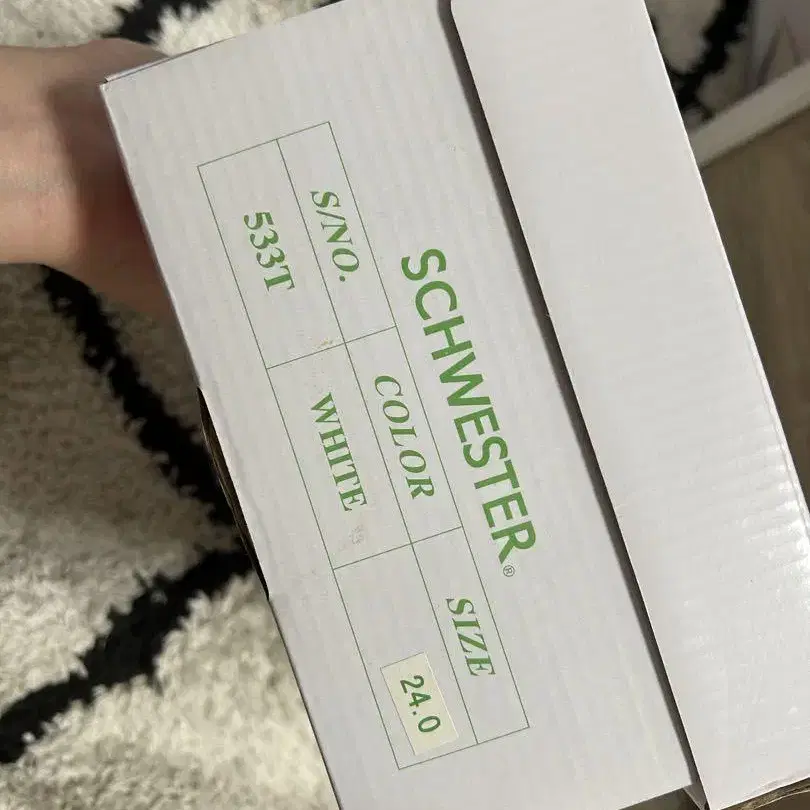 SCHWESTER®
S/NO. COLOR SIZE
533T WHITE 24.0